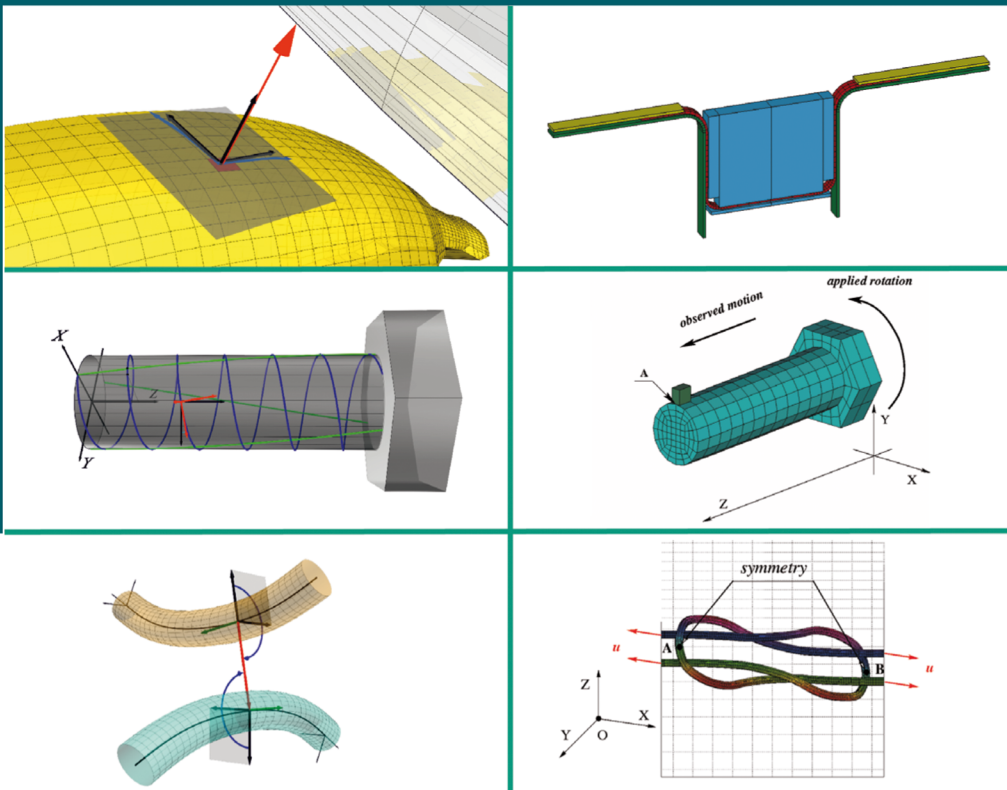 applied rotation
observed motion
A
Y
X
Z
X
Z
Y
symmetry
u
A
u
B
u
Z
X
Y
O